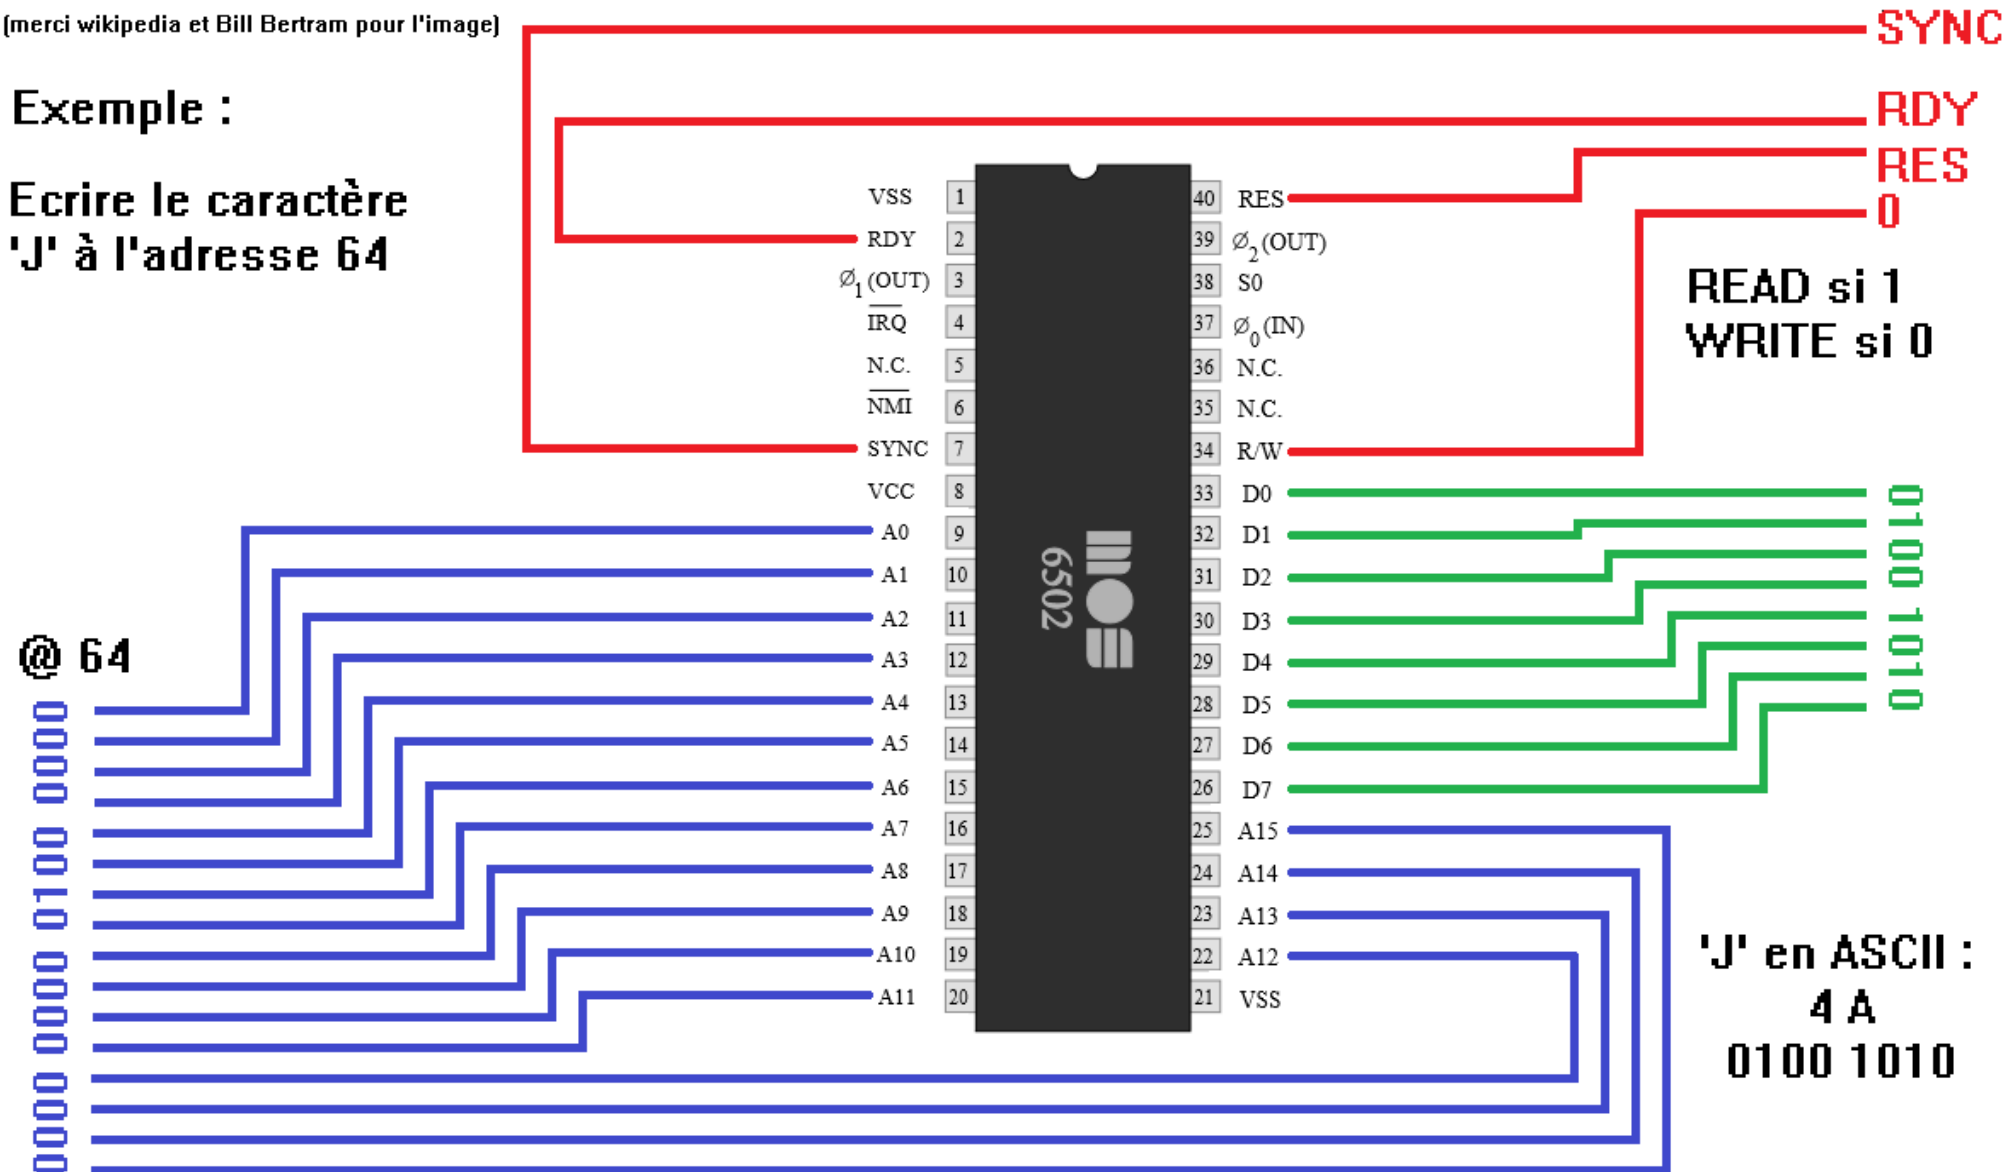 (merci wikipedia et Bill Bertram pour l'image)
SYNC
Exemple :
RDY
RES
0
Ecrire le caractère
'J' à l'adresse 64
READ si 1
WRITE si 0
VSS 1
RDY 2
Ø1(OUT) 3
IRQ 4
N.C. 5
NMI 6
SYNC 7
VCC 8
A0 9
A1 10
A2 11
A3 12
A4 13
A5 14
A6 15
A7 16
A8 17
A9 18
A10 19
A11 20
MOS
6502
40 RES
39 Ø2(OUT)
38 S0
37 Ø0(IN)
36 N.C.
35 N.C.
34 R/W
33 D0
32 D1
31 D2
30 D3
29 D4
28 D5
27 D6
26 D7
25 A15
24 A14
23 A13
22 A12
21 VSS
0100 1010
@ 64
0000 0010 0000 0000
'J' en ASCII :
4 A
0100 1010